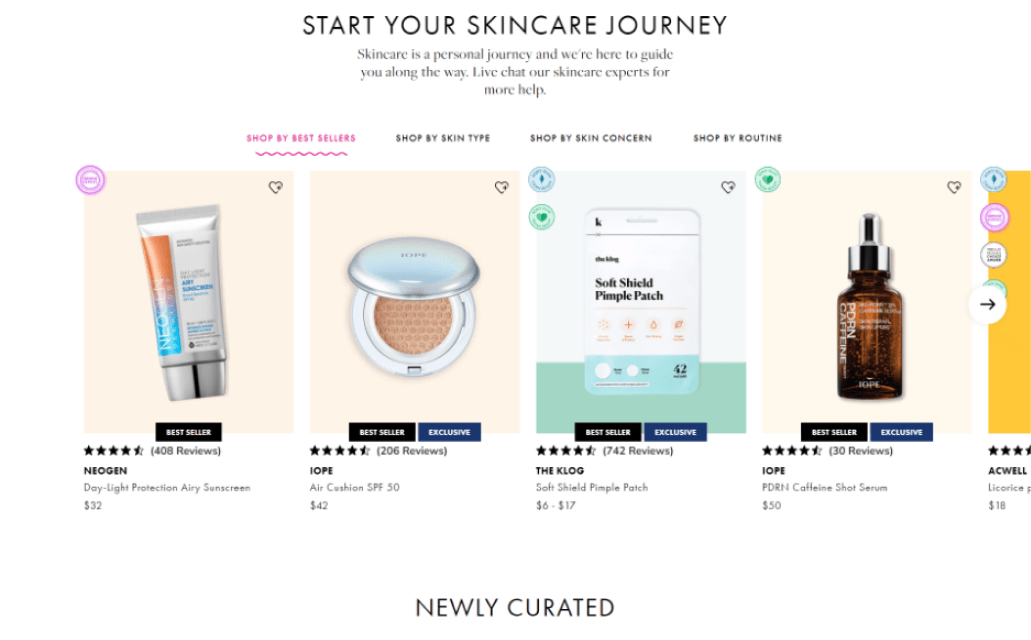 START YOUR SKINCARE JOURNEY
Skincare is a personal journey and we're here to guide
you along the way. Live chat our skincare experts for
more help.
SHOP BY BEST SELLERS
SHOP BY SKIN TYPE
SHOP BY SKIN CONCERN
SHOP BY ROUTINE
DAY-LIGHT
PROTECTION
AIRY
SUNSCREEN
NEOGEN
BEST SELLER
(408 Reviews)
NEOGEN
Day-Light Protection Airy Sunscreen
$32
IOPE
BEST SELLER
EXCLUSIVE
(206 Reviews)
IOPE
Air Cushion SPF 50
$42
k
the klog
Soft Shield
Pimple Patch
42
BEST SELLER
EXCLUSIVE
(742 Reviews)
THE KLOG
Soft Shield Pimple Patch
$6 - $17
PDRN
CAFFEINE
IOPE
BEST SELLER
EXCLUSIVE
(30 Reviews)
IOPE
PDRN Caffeine Shot Serum
$50
ACWELL
Licorice p
$18
NEWLY CURATED